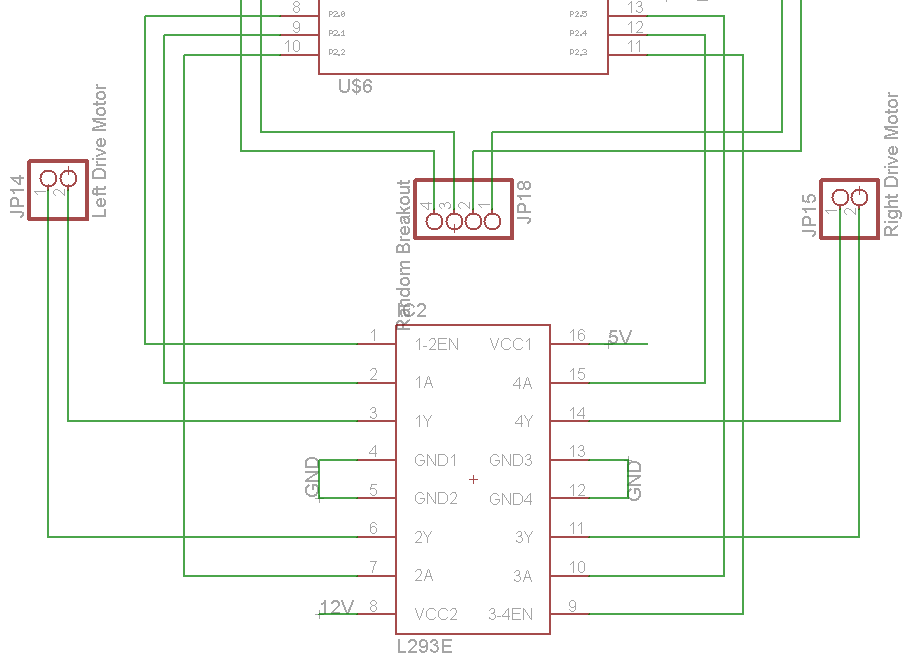 8 P2.0 P2.5 13
9 P2.1 P2.4 12
10 P2.2 P2.3 11
U$6
JP14
1
2
Left Drive Motor
Random Breakout
4
3
2
1
JP18
JP15
1
2
Right Drive Motor
1 1-2EN VCC1 16 5V
2 1A 4A 15
3 1Y 4Y 14
4 GND1 GND3 13
GND
GND
5 GND2 GND4 12
6 2Y 3Y 11
7 2A 3A 10
12V 8 VCC2 3-4EN 9
L293E